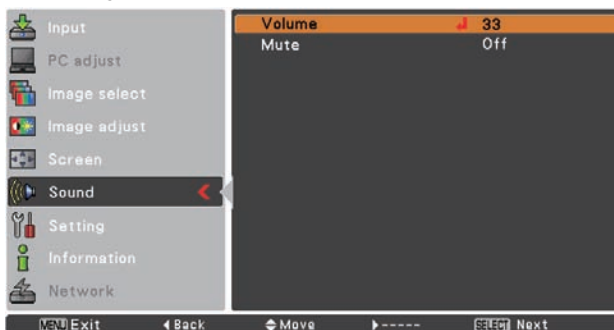 Input
PC adjust
Image select
Image adjust
Screen
Sound
Setting
Information
Network
Volume 33
Mute Off
MENU Exit Back Move ----- SELECT Next